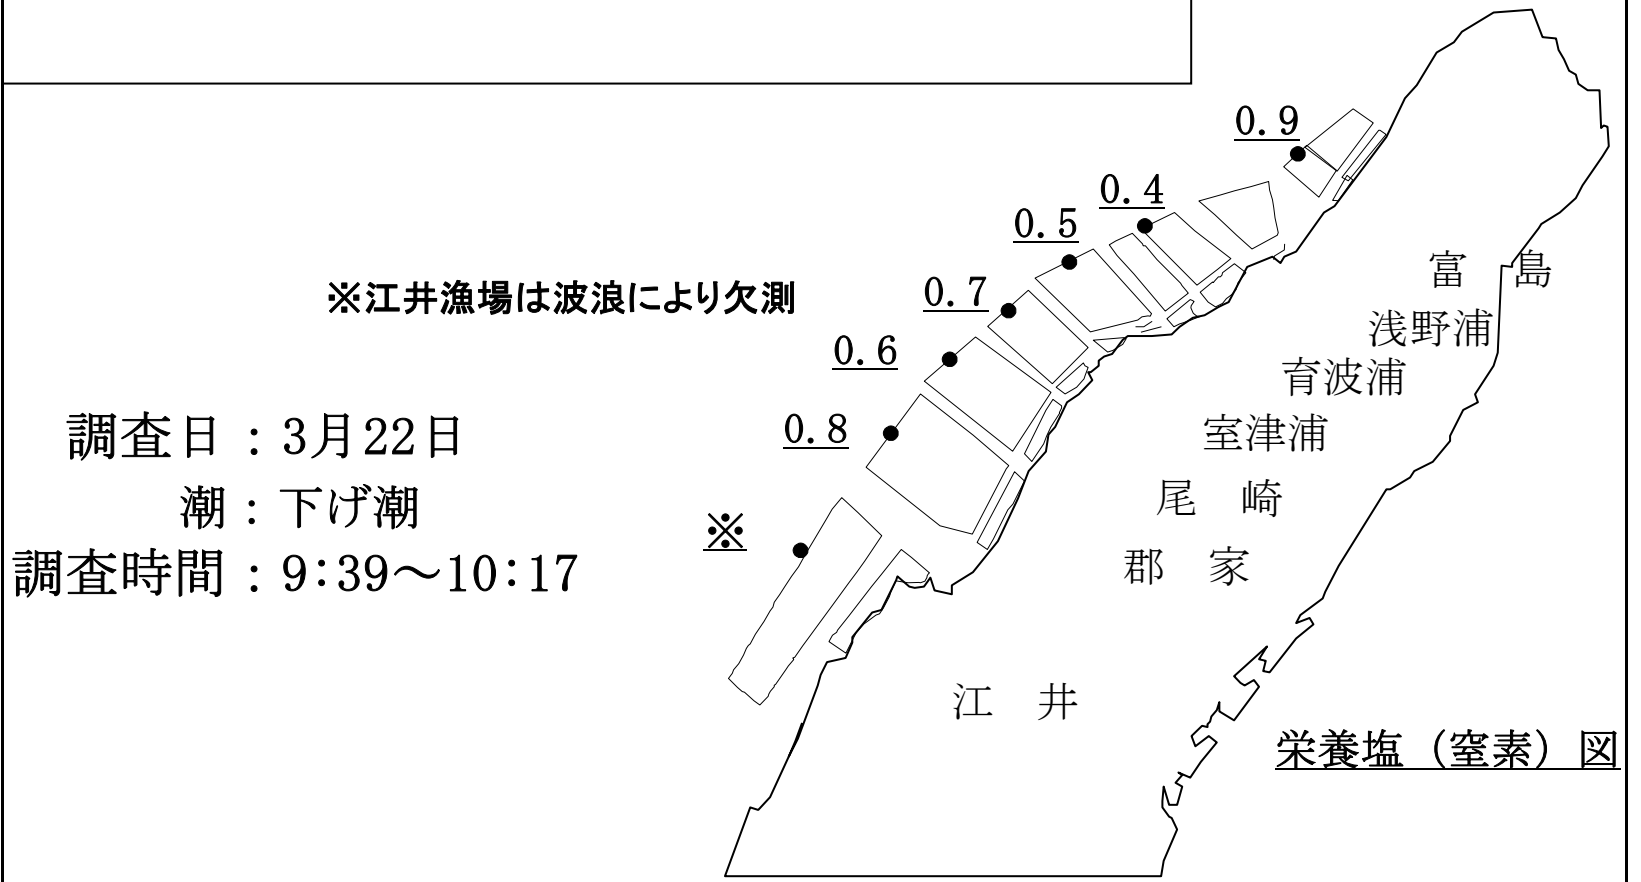 0.9
0.4
0.5
0.7
0.6
0.8
※
※江井漁場は波浪により欠測
調査日：3月22日
潮：下げ潮
調査時間：9:39～10:17
富　島
浅野浦
育波浦
室津浦
尾　崎
郡　家
江　井
栄養塩（窒素）図